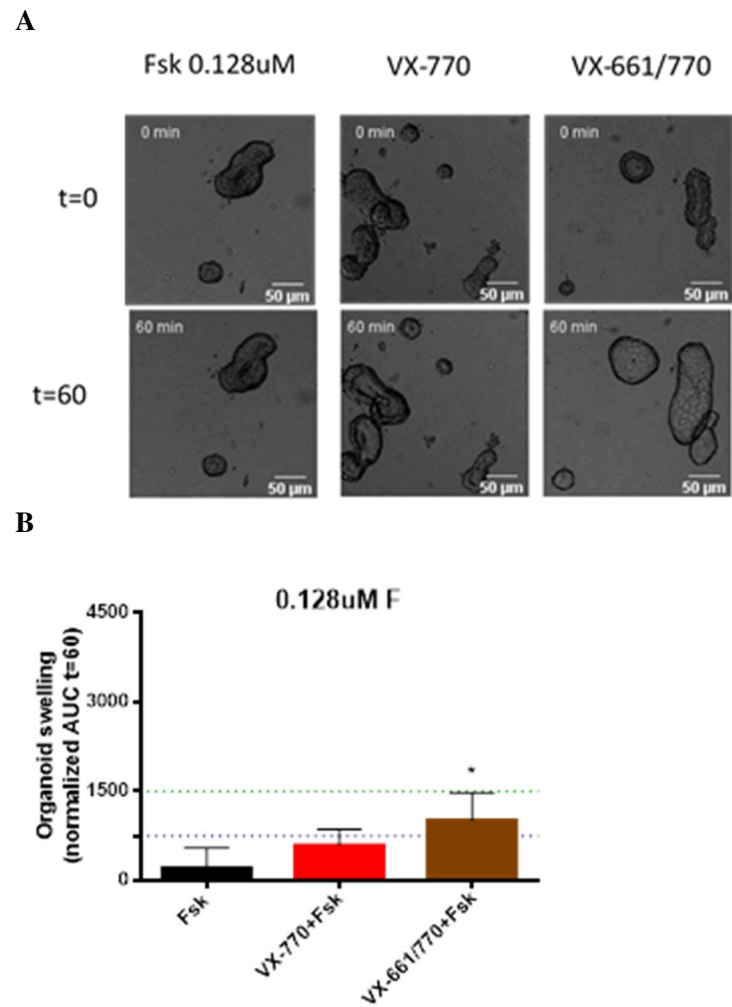 A
Fsk 0.128uM VX-770 VX-661/770
t=0
0 min 0 min 0 min
50 µm 50 µm 50 µm
t=60
60 min 60 min 60 min
50 µm 50 µm 50 µm
B
0.128uM F
Organoid swelling
(normalized AUC t=60)
4500
3000
1500
0
*
Fsk
VX-770+Fsk
VX-661/770+Fsk